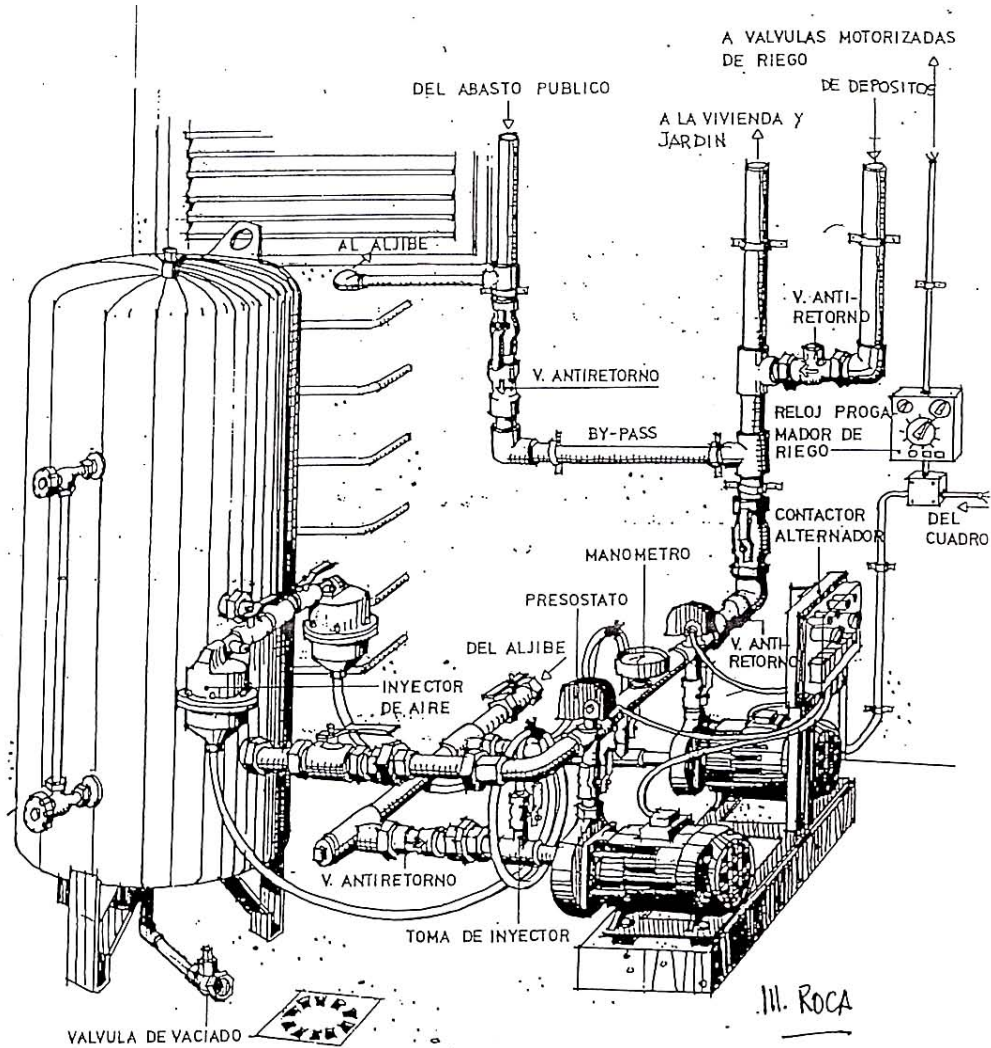 A VALVULAS MOTORIZADAS
DE RIEGO
DEL ABASTO PUBLICO
DE DEPOSITOS
A LA VIVIENDA Y
JARDIN
AL ALJIBE
V. ANTI-
RETORNO
V. ANTIRETORNO
RELOJ PROGA
MADOR DE
RIEGO
BY-PASS
CONTACTOR
ALTERNADOR
DEL
CUADRO
MANOMETRO
PRESOSTATO
DEL ALJIBE
V. ANTI-
RETORNO
INYECTOR
DE AIRE
V. ANTIRETORNO
TOMA DE INYECTOR
VALVULA DE VACIADO
M. ROCA